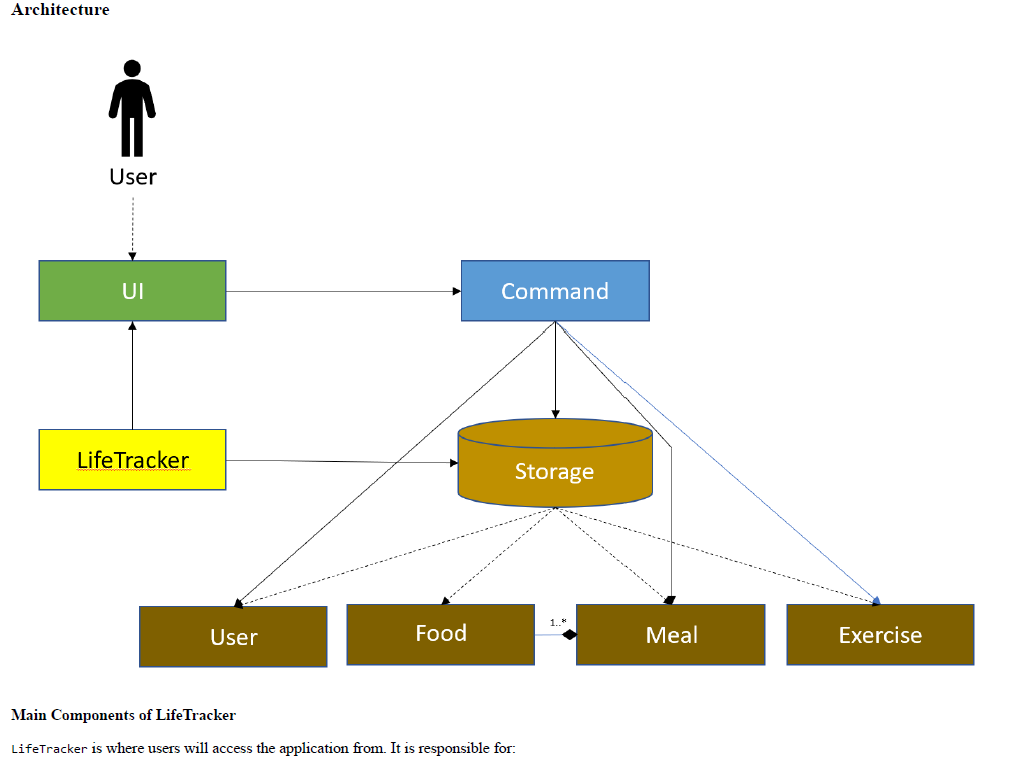 Architecture
User
UI
Command
LifeTracker
Storage
1..*
User
Food
Meal
Exercise
Main Components of LifeTracker
LifeTracker is where users will access the application from. It is responsible for: